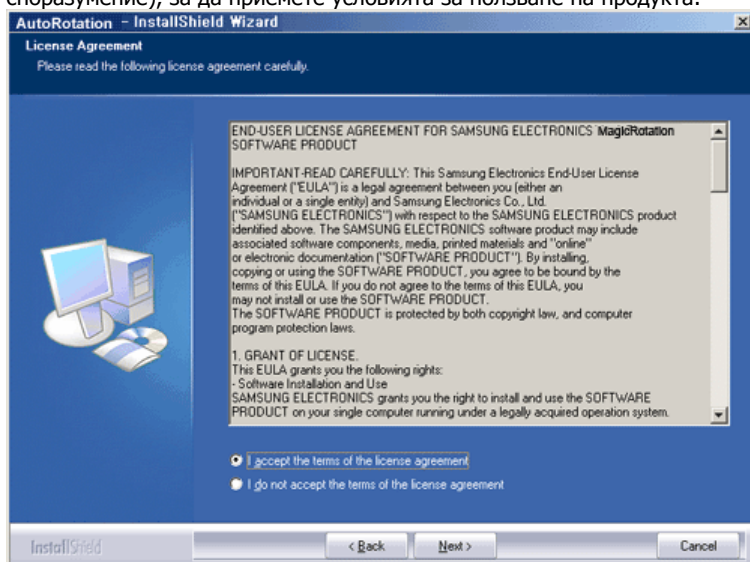 споразумение), за да приемете условията за ползване на продукта.
AutoRotation - InstallShield Wizard
License Agreement
Please read the following license agreement carefully.
END-USER LICENSE AGREEMENT FOR SAMSUNG ELECTRONICS MagicRotation
SOFTWARE PRODUCT
IMPORTANT-READ CAREFULLY: This Samsung Electronics End-User License
Agreement ("EULA") is a legal agreement between you (either an
individual or a single entity) and Samsung Electronics Co., Ltd.
("SAMSUNG ELECTRONICS") with respect to the SAMSUNG ELECTRONICS product
identified above. The SAMSUNG ELECTRONICS software product may include
associated software components, media, printed materials and "online"
or electronic documentation ("SOFTWARE PRODUCT"). By installing,
copying or using the SOFTWARE PRODUCT, you agree to be bound by the
terms of this EULA. If you do not agree to the terms of this EULA, you
may not install or use the SOFTWARE PRODUCT.
The SOFTWARE PRODUCT is protected by both copyright law, and computer
program protection laws.
1. GRANT OF LICENSE.
This EULA grants you the following rights:
- Software Installation and Use
SAMSUNG ELECTRONICS grants you the right to install and use the SOFTWARE
PRODUCT on your single computer running under a legally acquired operation system.
I accept the terms of the license agreement
I do not accept the terms of the license agreement
InstallShield
< Back Next > Cancel